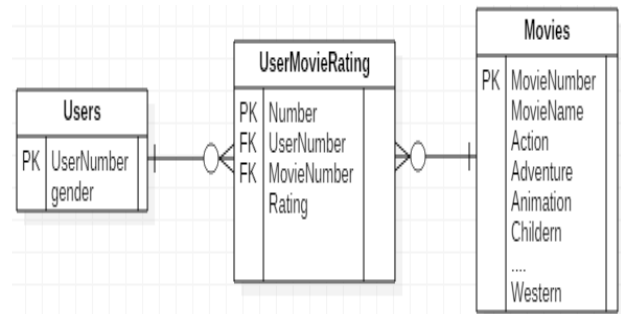 Users
PK UserNumber
gender
UserMovieRating
PK Number
FK UserNumber
FK MovieNumber
Rating
Movies
PK MovieNumber
MovieName
Action
Adventure
Animation
Childern
....
Western